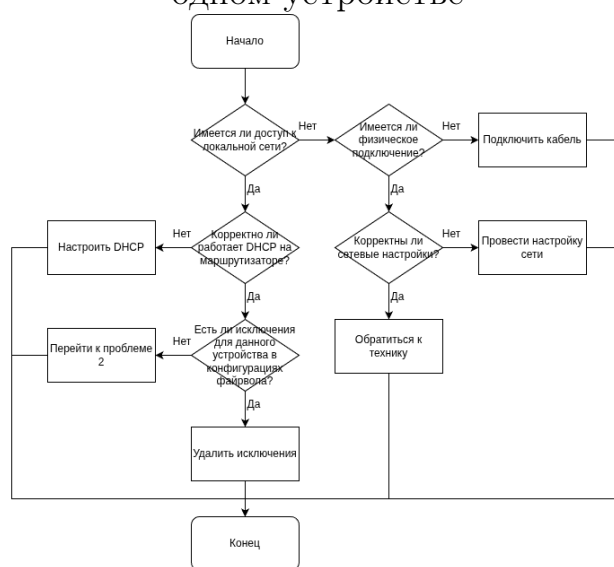 одном устройстве
Начало
Имеется ли доступ к
локальной сети?
Нет
Имеется ли
физическое
подключение?
Нет
Подключить кабель
Да
Да
Настроить DHCP
Нет
Корректно ли
работает DHCP на
маршрутизаторе?
Корректны ли
сетевые настройки?
Нет
Провести настройку
сети
Да
Да
Перейти к проблеме
2
Нет
Есть ли исключения
для данного
устройства в
конфигурациях
файрвола?
Обратиться к
технику
Да
Удалить исключения
Конец